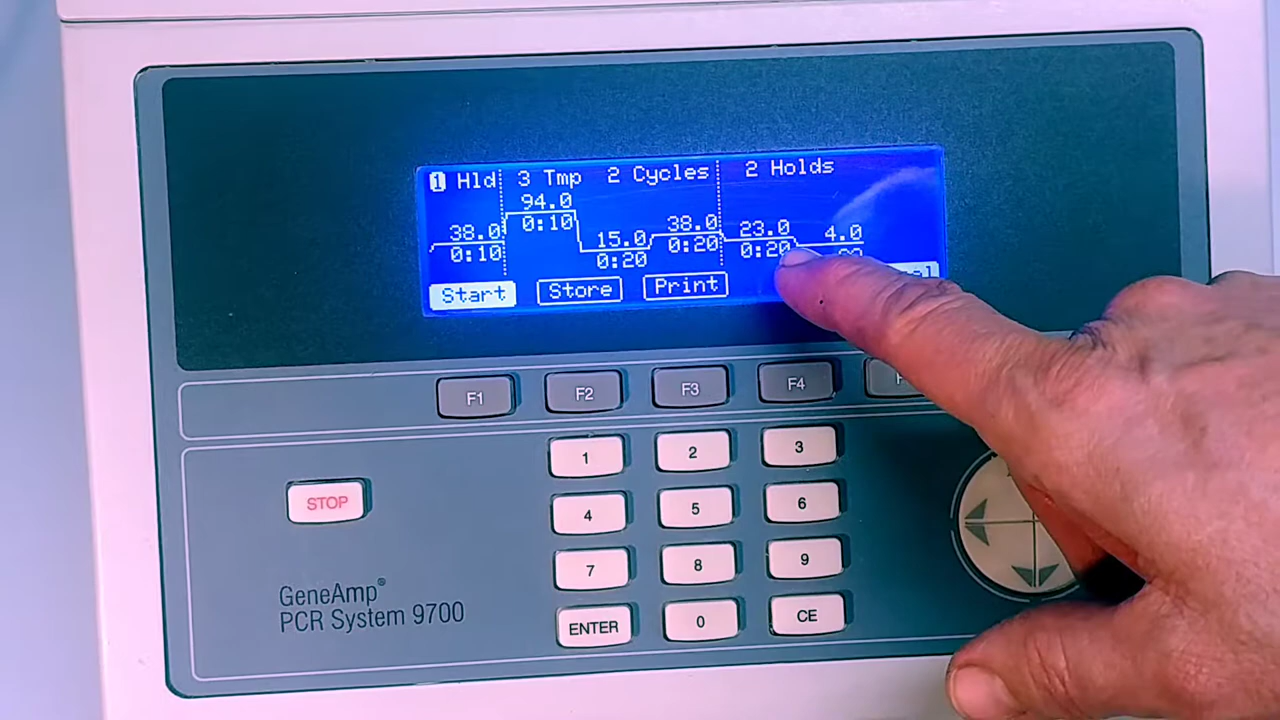 1 Hld 3 Tmp 2 Cycles 2 Holds
94.0
38.0 0:10 15.0 38.0 23.0 4.0
0:10 0:20 0:20 0:20
Start Store Print
F1 F2 F3 F4
1 2 3
STOP 4 5 6
7 8 9
GeneAmp®
PCR System 9700
ENTER 0 CE